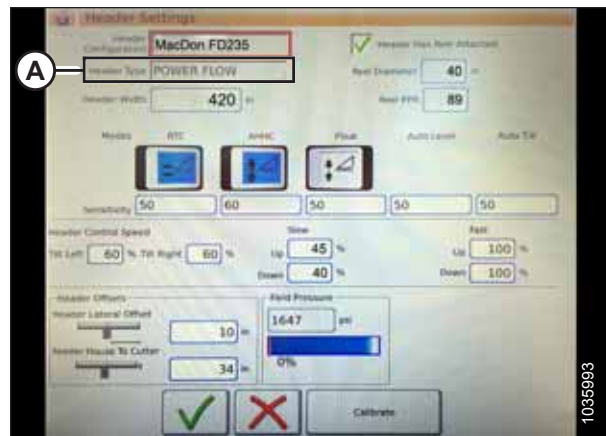 Header Settings
Header Configuration MacDon FD235
Header Has Reel Attached
A
Header Type POWER FLOW
Reel Diameter 40 in
Header Width 420 in
Reel PPR 89
Modes RTC AHHC Float Auto Level Auto Tilt
Sensitivity 50 60 50 50 50
Header Control Speed
Slow
Fast
Tilt Left 60 % Tilt Right 60 %
Up 45 %
Up 100 %
Down 40 %
Down 100 %
Header Offsets
Header Lateral Offset
10 in
Feeder House To Cutter
34 in
Field Pressure
1647 psi
0%
Calibrate
1035993